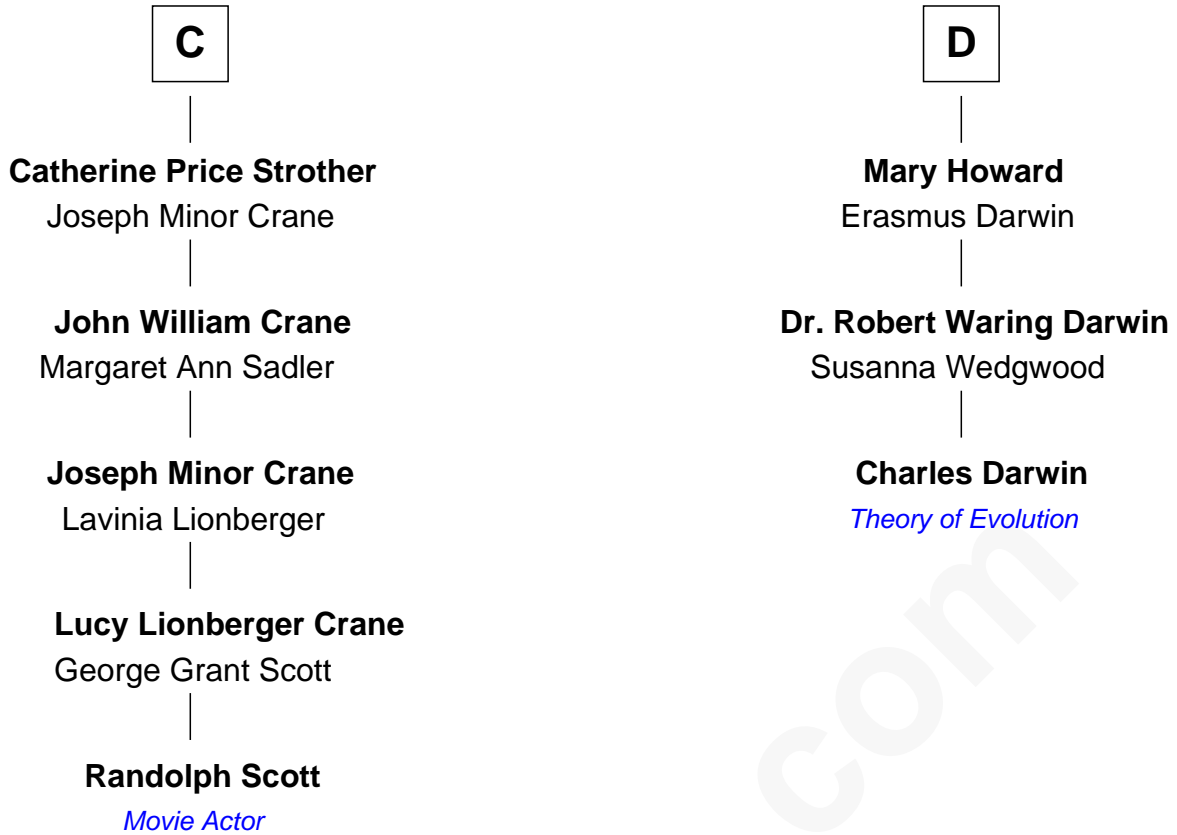 C
Catherine Price Strother
Joseph Minor Crane
John William Crane
Margaret Ann Sadler
Joseph Minor Crane
Lavinia Lionberger
Lucy Lionberger Crane
George Grant Scott
Randolph Scott
Movie Actor
D
Mary Howard
Erasmus Darwin
Dr. Robert Waring Darwin
Susanna Wedgwood
Charles Darwin
Theory of Evolution
com